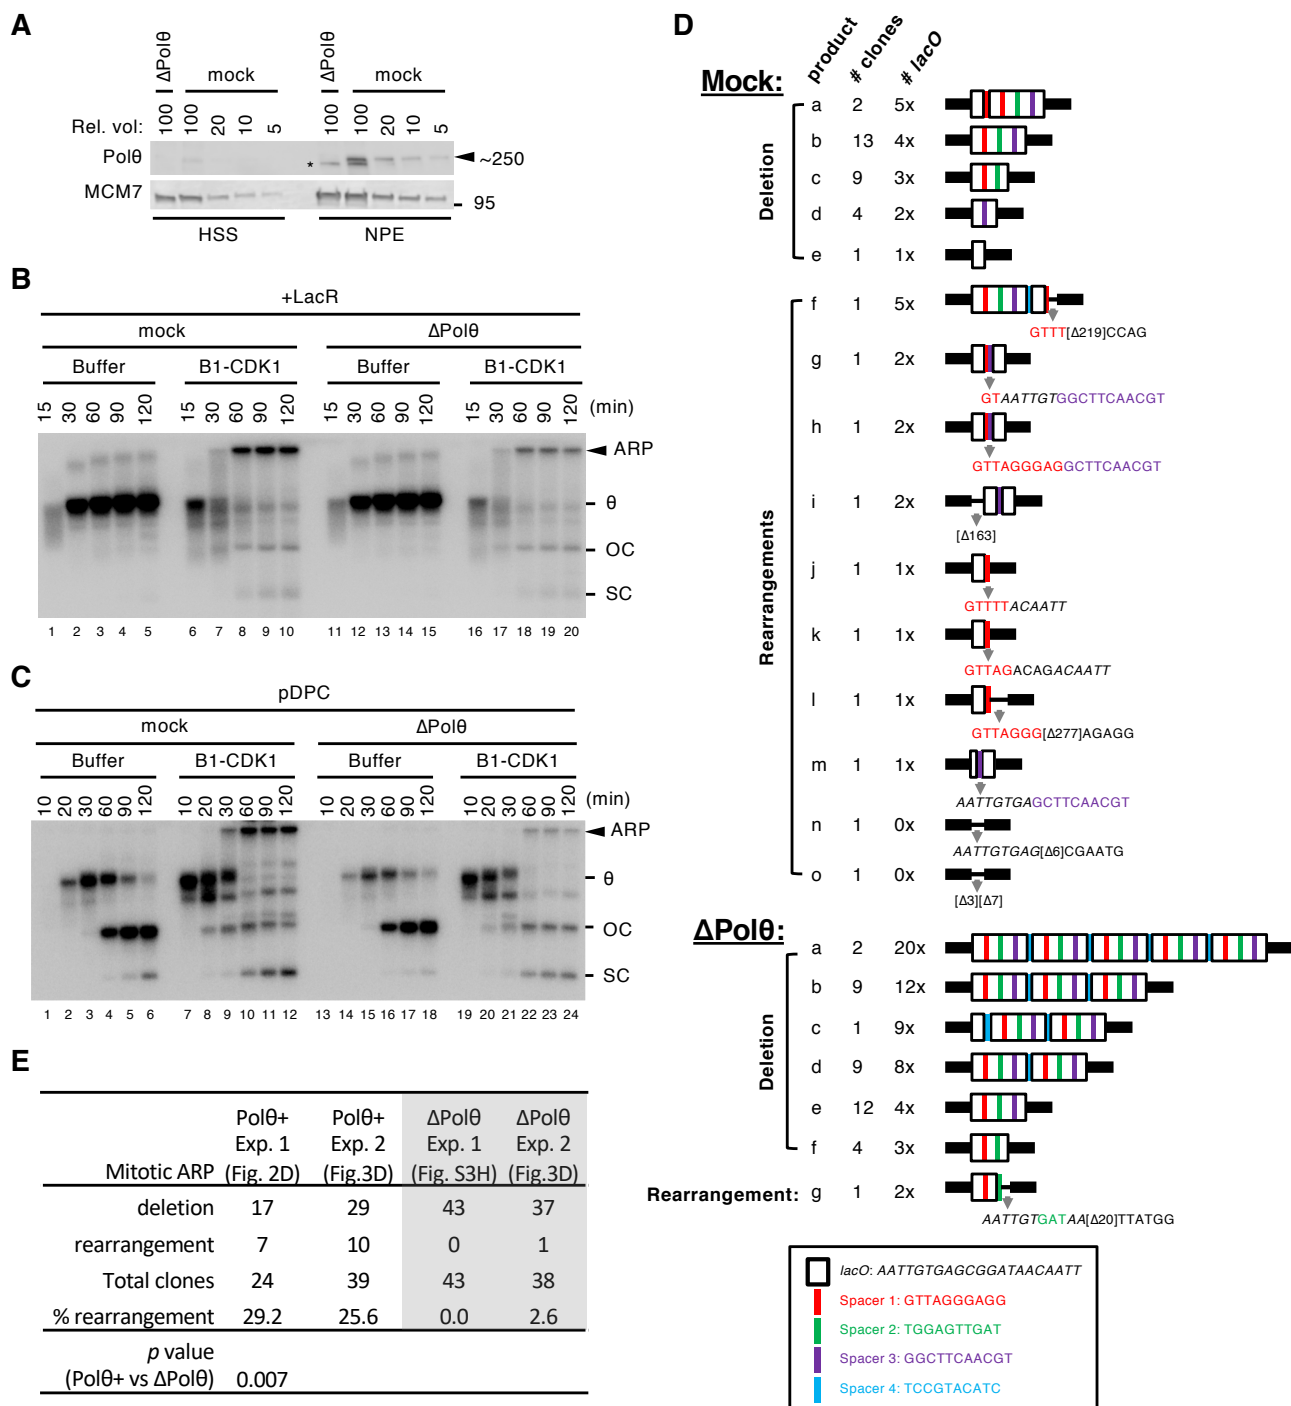 A
ΔPolθ mock ΔPolθ mock
Rel. vol: 100 100 20 10 5 100 100 20 10 5
Polθ * ~250
MCM7 95
HSS NPE
B
+LacR
mock ΔPolθ
Buffer B1-CDK1 Buffer B1-CDK1
15 30 60 90 120 15 30 60 90 120 15 30 60 90 120 15 30 60 90 120 (min)
ARP
θ
OC
SC
1 2 3 4 5 6 7 8 9 10 11 12 13 14 15 16 17 18 19 20
C
pDPC
mock ΔPolθ
Buffer B1-CDK1 Buffer B1-CDK1
10 20 30 60 90 120 10 20 30 60 90 120 10 20 30 60 90 120 10 20 30 60 90 120 (min)
ARP
θ
OC
SC
1 2 3 4 5 6 7 8 9 10 11 12 13 14 15 16 17 18 19 20 21 22 23 24
E
Mitotic ARP Polθ+ Exp. 1 (Fig. 2D) Polθ+ Exp. 2 (Fig.3D) ΔPolθ Exp. 1 (Fig. S3H) ΔPolθ Exp. 2 (Fig.3D)
deletion 17 29 43 37
rearrangement 7 10 0 1
Total clones 24 39 43 38
% rearrangement 29.2 25.6 0.0 2.6
p value
(Polθ+ vs ΔPolθ) 0.007
D
product # clones # lacO
Mock:
Deletion
a 2 5x
b 13 4x
c 9 3x
d 4 2x
e 1 1x
Rearrangements
f 1 5x
GTTT[Δ219]CCAG
g 1 2x
GTAATTGTGGCTTCAACGT
h 1 2x
GTTAGGGAGGCTTCAACGT
i 1 2x
[Δ163]
j 1 1x
GTTTTACAATT
k 1 1x
GTTAGACAGACAATT
l 1 1x
GTTAGGG[Δ277]AGAGG
m 1 1x
AATTGTGAGCTTCAACGT
n 1 0x
AATTGTGAG[Δ6]CGAATG
o 1 0x
[Δ3][Δ7]
ΔPolθ:
Deletion
a 2 20x
b 9 12x
c 1 9x
d 9 8x
e 12 4x
f 4 3x
Rearrangement: g 1 2x
AATTGTGATAA[Δ20]TTATGG
lacO: AATTGTGAGCGGATAACAATT
Spacer 1: GTTAGGGAGG
Spacer 2: TGGAGTTGAT
Spacer 3: GGCTTCAACGT
Spacer 4: TCCGTACATC